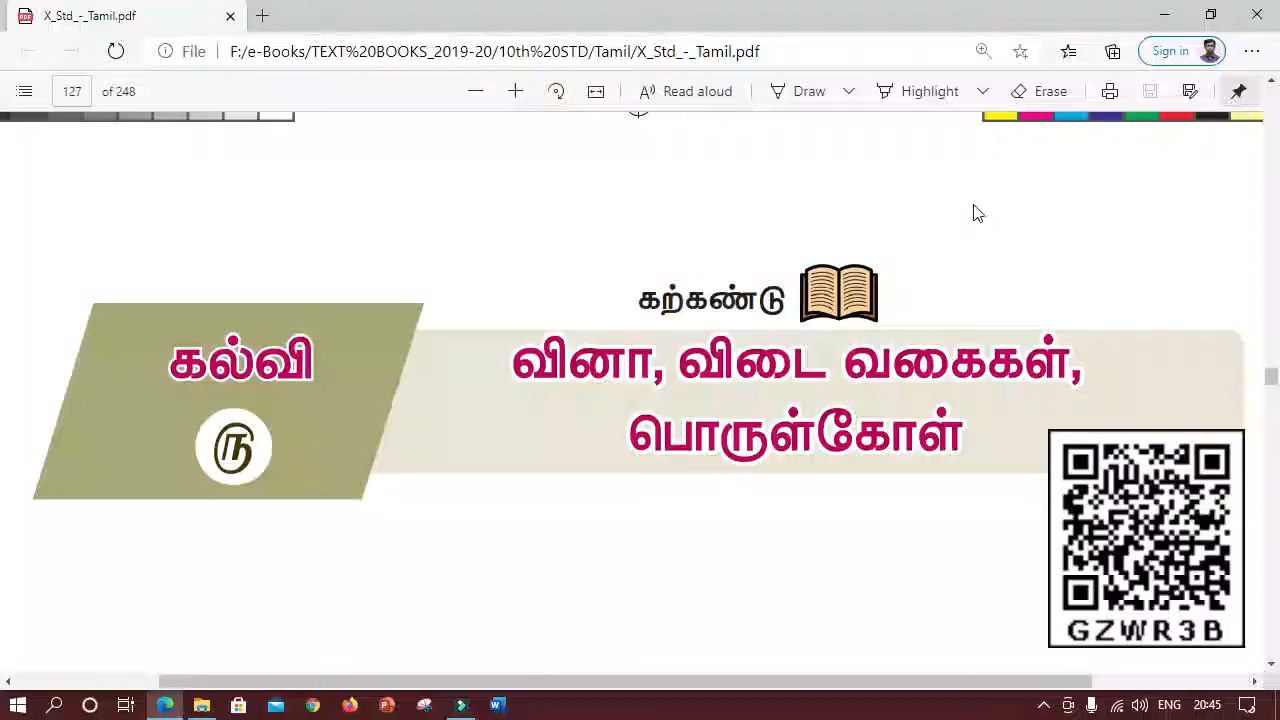 X_Std_-_Tamil.pdf
File
F:/e-Books/TEXT%20BOOKS_2019-20/10th%20STD/Tamil/X_Std_-_Tamil.pdf
Sign in
127 of 248
Read aloud
Draw
Highlight
Erase
கற்கண்டு
கல்வி
௫
வினா, விடை வகைகள்,
பொருள்கோள்
GZWR3B
ENG
20:45